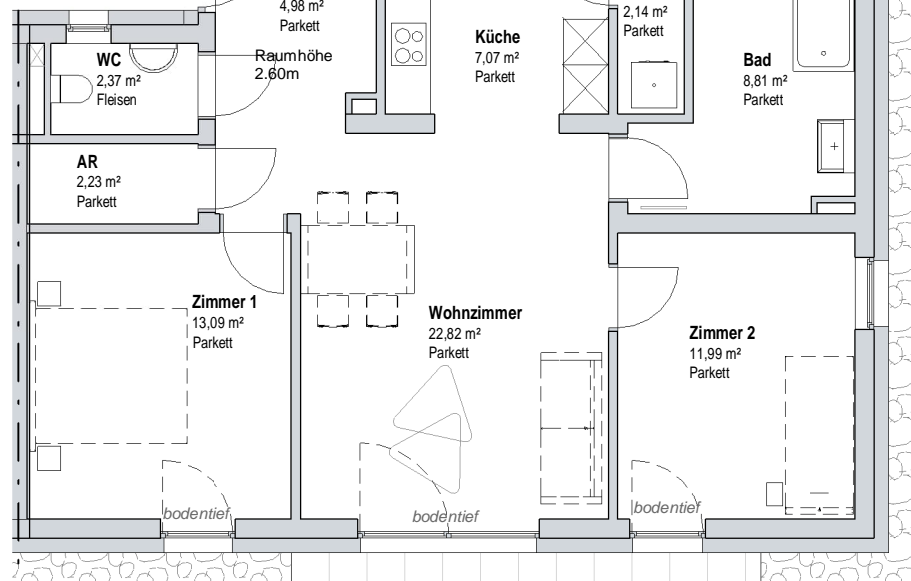 4,98 m²
Parkett
Raumhöhe
2.60m
Küche
7,07 m²
Parkett
2,14 m²
Parkett
WC
2,37 m²
Fleisen
Bad
8,81 m²
Parkett
AR
2,23 m²
Parkett
Zimmer 1
13,09 m²
Parkett
Wohnzimmer
22,82 m²
Parkett
Zimmer 2
11,99 m²
Parkett
bodentief
bodentief
bodentief